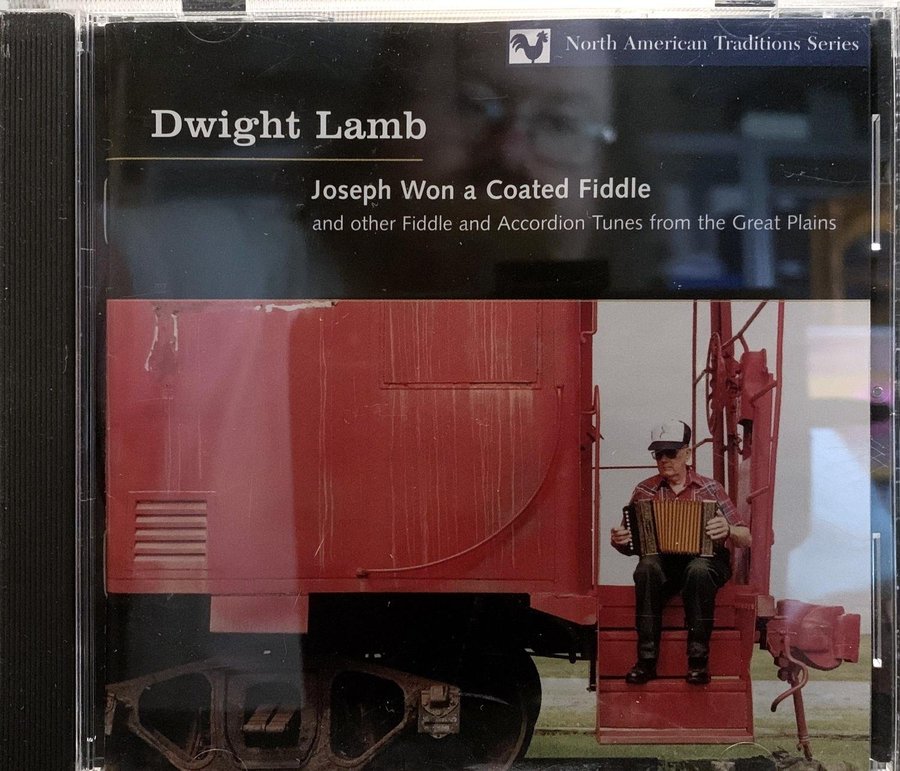 North American Traditions Series
Dwight Lamb
Joseph Won a Coated Fiddle
and other Fiddle and Accordion Tunes from the Great Plains